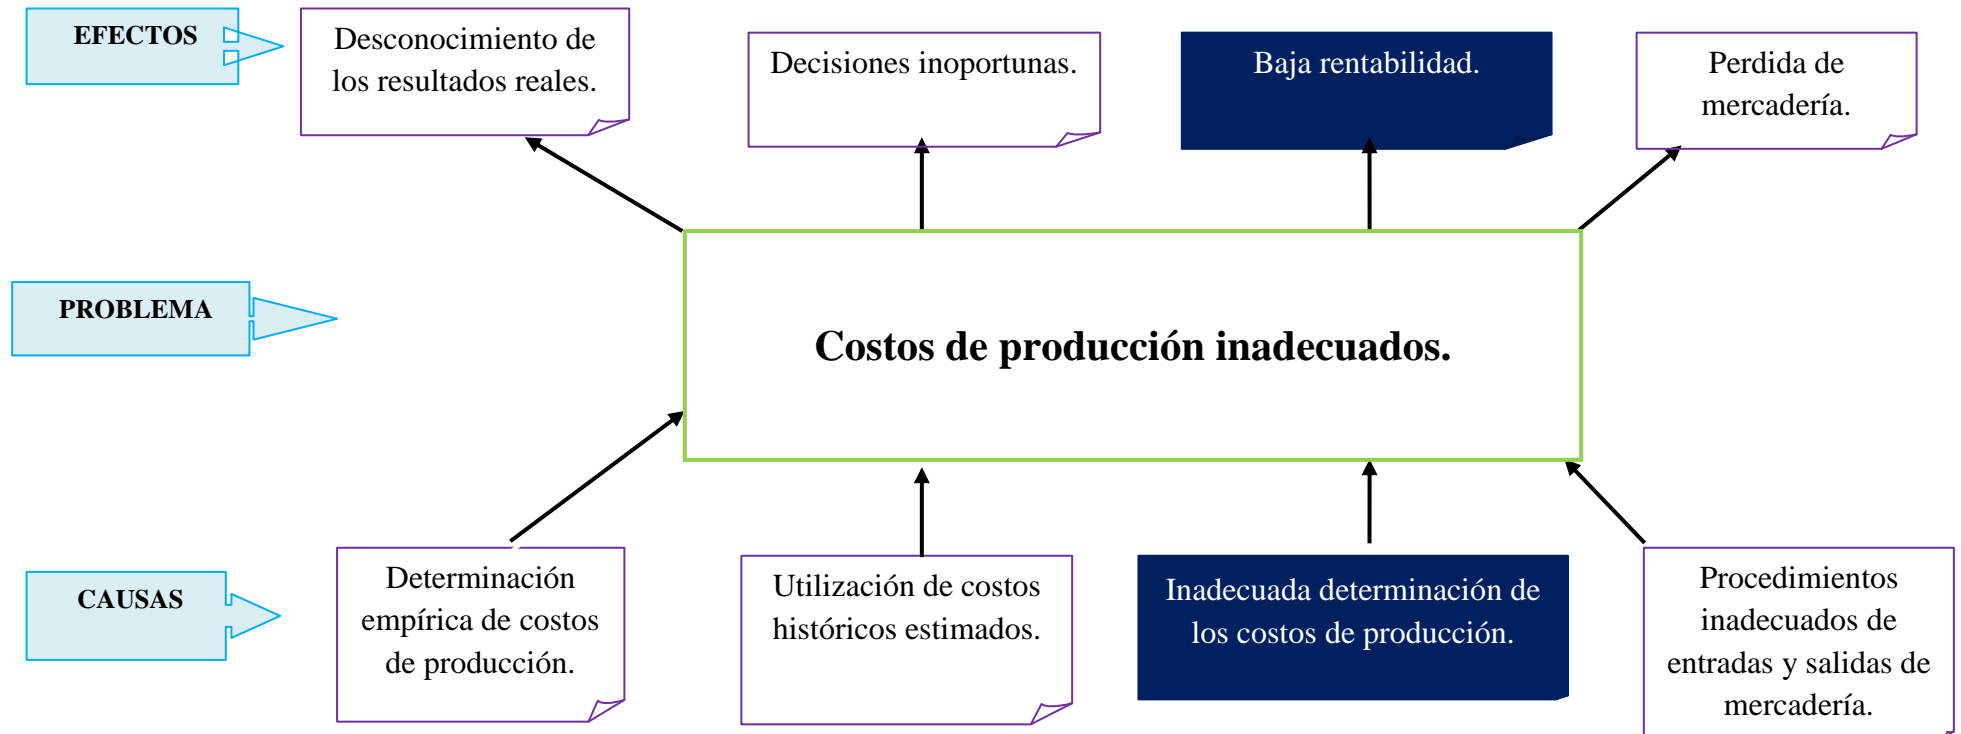 EFECTOS
Desconocimiento de
los resultados reales.
Decisiones inoportunas.
Baja rentabilidad.
Perdida de
mercadería.
PROBLEMA
Costos de producción inadecuados.
CAUSAS
Determinación
empírica de costos
de producción.
Utilización de costos
históricos estimados.
Inadecuada determinación de
los costos de producción.
Procedimientos
inadecuados de
entradas y salidas de
mercadería.